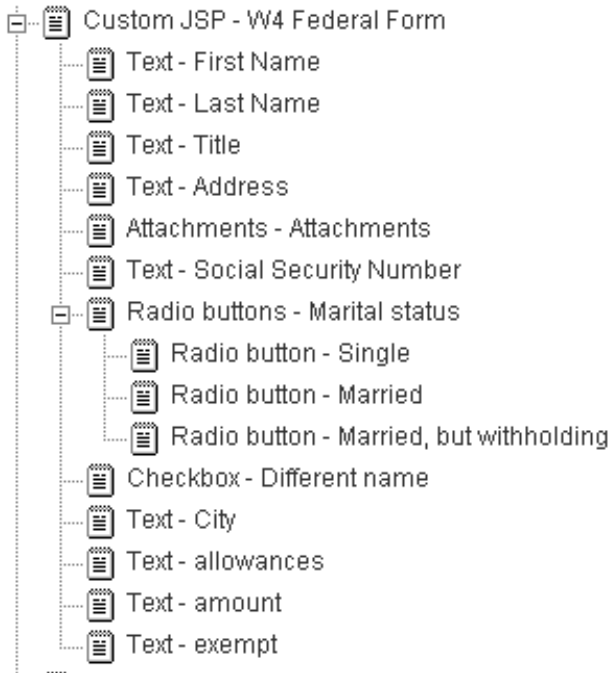 Custom JSP - W4 Federal Form
Text - First Name
Text - Last Name
Text - Title
Text - Address
Attachments - Attachments
Text - Social Security Number
Radio buttons - Marital status
Radio button - Single
Radio button - Married
Radio button - Married, but withholding
Checkbox - Different name
Text - City
Text - allowances
Text - amount
Text - exempt